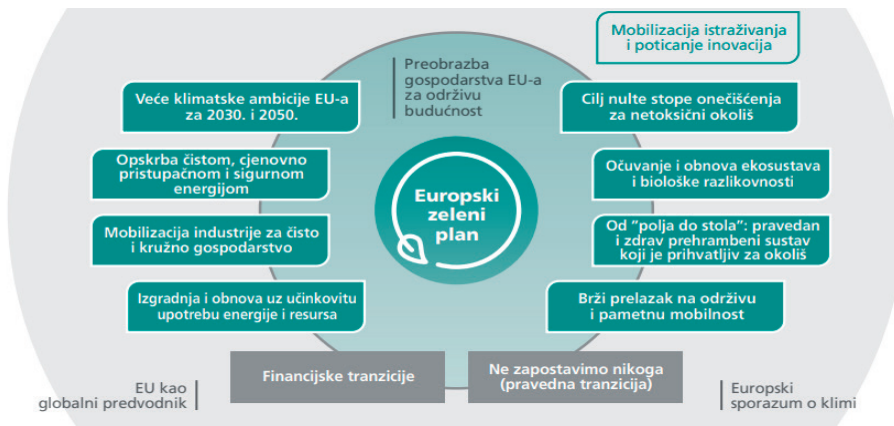 Mobilizacija istraživanja
i poticanje inovacija
Preobrazba
gospodarstva EU-a
za održivu
budućnost
Veće klimatske ambicije EU-a
za 2030. i 2050.
Cilj nulte stope onečišćenja
za netoksični okoliš
Opskrba čistom, cjenovno
pristupačnom i sigurnom
energijom
Očuvanje i obnova ekosustava
i biološke razlikovnosti
Europski
zeleni
plan
Mobilizacija industrije za čisto
i kružno gospodarstvo
Od "polja do stola": pravedan
i zdrav prehrambeni sustav
koji je prihvatljiv za okoliš
Izgradnja i obnova uz učinkovitu
upotrebu energije i resursa
Brži prelazak na održivu
i pametnu mobilnost
Financijske tranzicije
Ne zapostavimo nikoga
(pravedna tranzicija)
EU kao
globalni predvodnik
Europski
sporazum o klimi